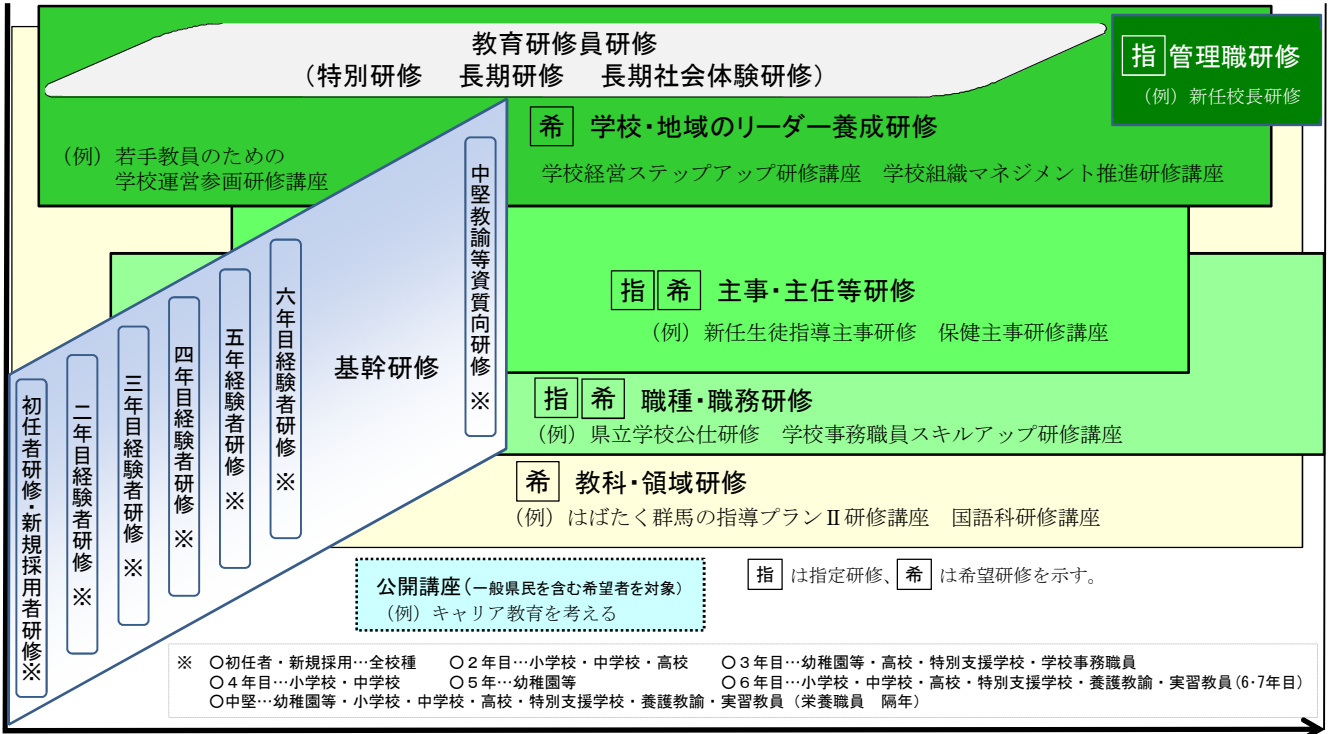 教育研修員研修
（特別研修　長期研修　長期社会体験研修）
指 管理職研修
（例）新任校長研修
希 学校・地域のリーダー養成研修
（例）若手教員のための
学校運営参画研修講座
学校経営ステップアップ研修講座　学校組織マネジメント推進研修講座
指 希 主事・主任等研修
（例）新任生徒指導主事研修　保健主事研修講座
指 希 職種・職務研修
（例）県立学校公仕研修　学校事務職員スキルアップ研修講座
希 教科・領域研修
（例）はばたく群馬の指導プランⅡ研修講座　国語科研修講座
基幹研修
初任者研修・新規採用者研修※
二年目経験者研修 ※
三年目経験者研修 ※
四年目経験者研修 ※
五年経験者研修 ※
六年目経験者研修 ※
中堅教諭等資質向研修 ※
公開講座（一般県民を含む希望者を対象）
（例）キャリア教育を考える
指 は指定研修、希 は希望研修を示す。
※　〇初任者・新規採用…全校種　〇２年目…小学校・中学校・高校　〇３年目…幼稚園等・高校・特別支援学校・学校事務職員
〇４年目…小学校・中学校　〇５年…幼稚園等　〇６年目…小学校・中学校・高校・特別支援学校・養護教諭・実習教員(6・7年目)
〇中堅…幼稚園等・小学校・中学校・高校・特別支援学校・養護教諭・実習教員（栄養職員　隔年）